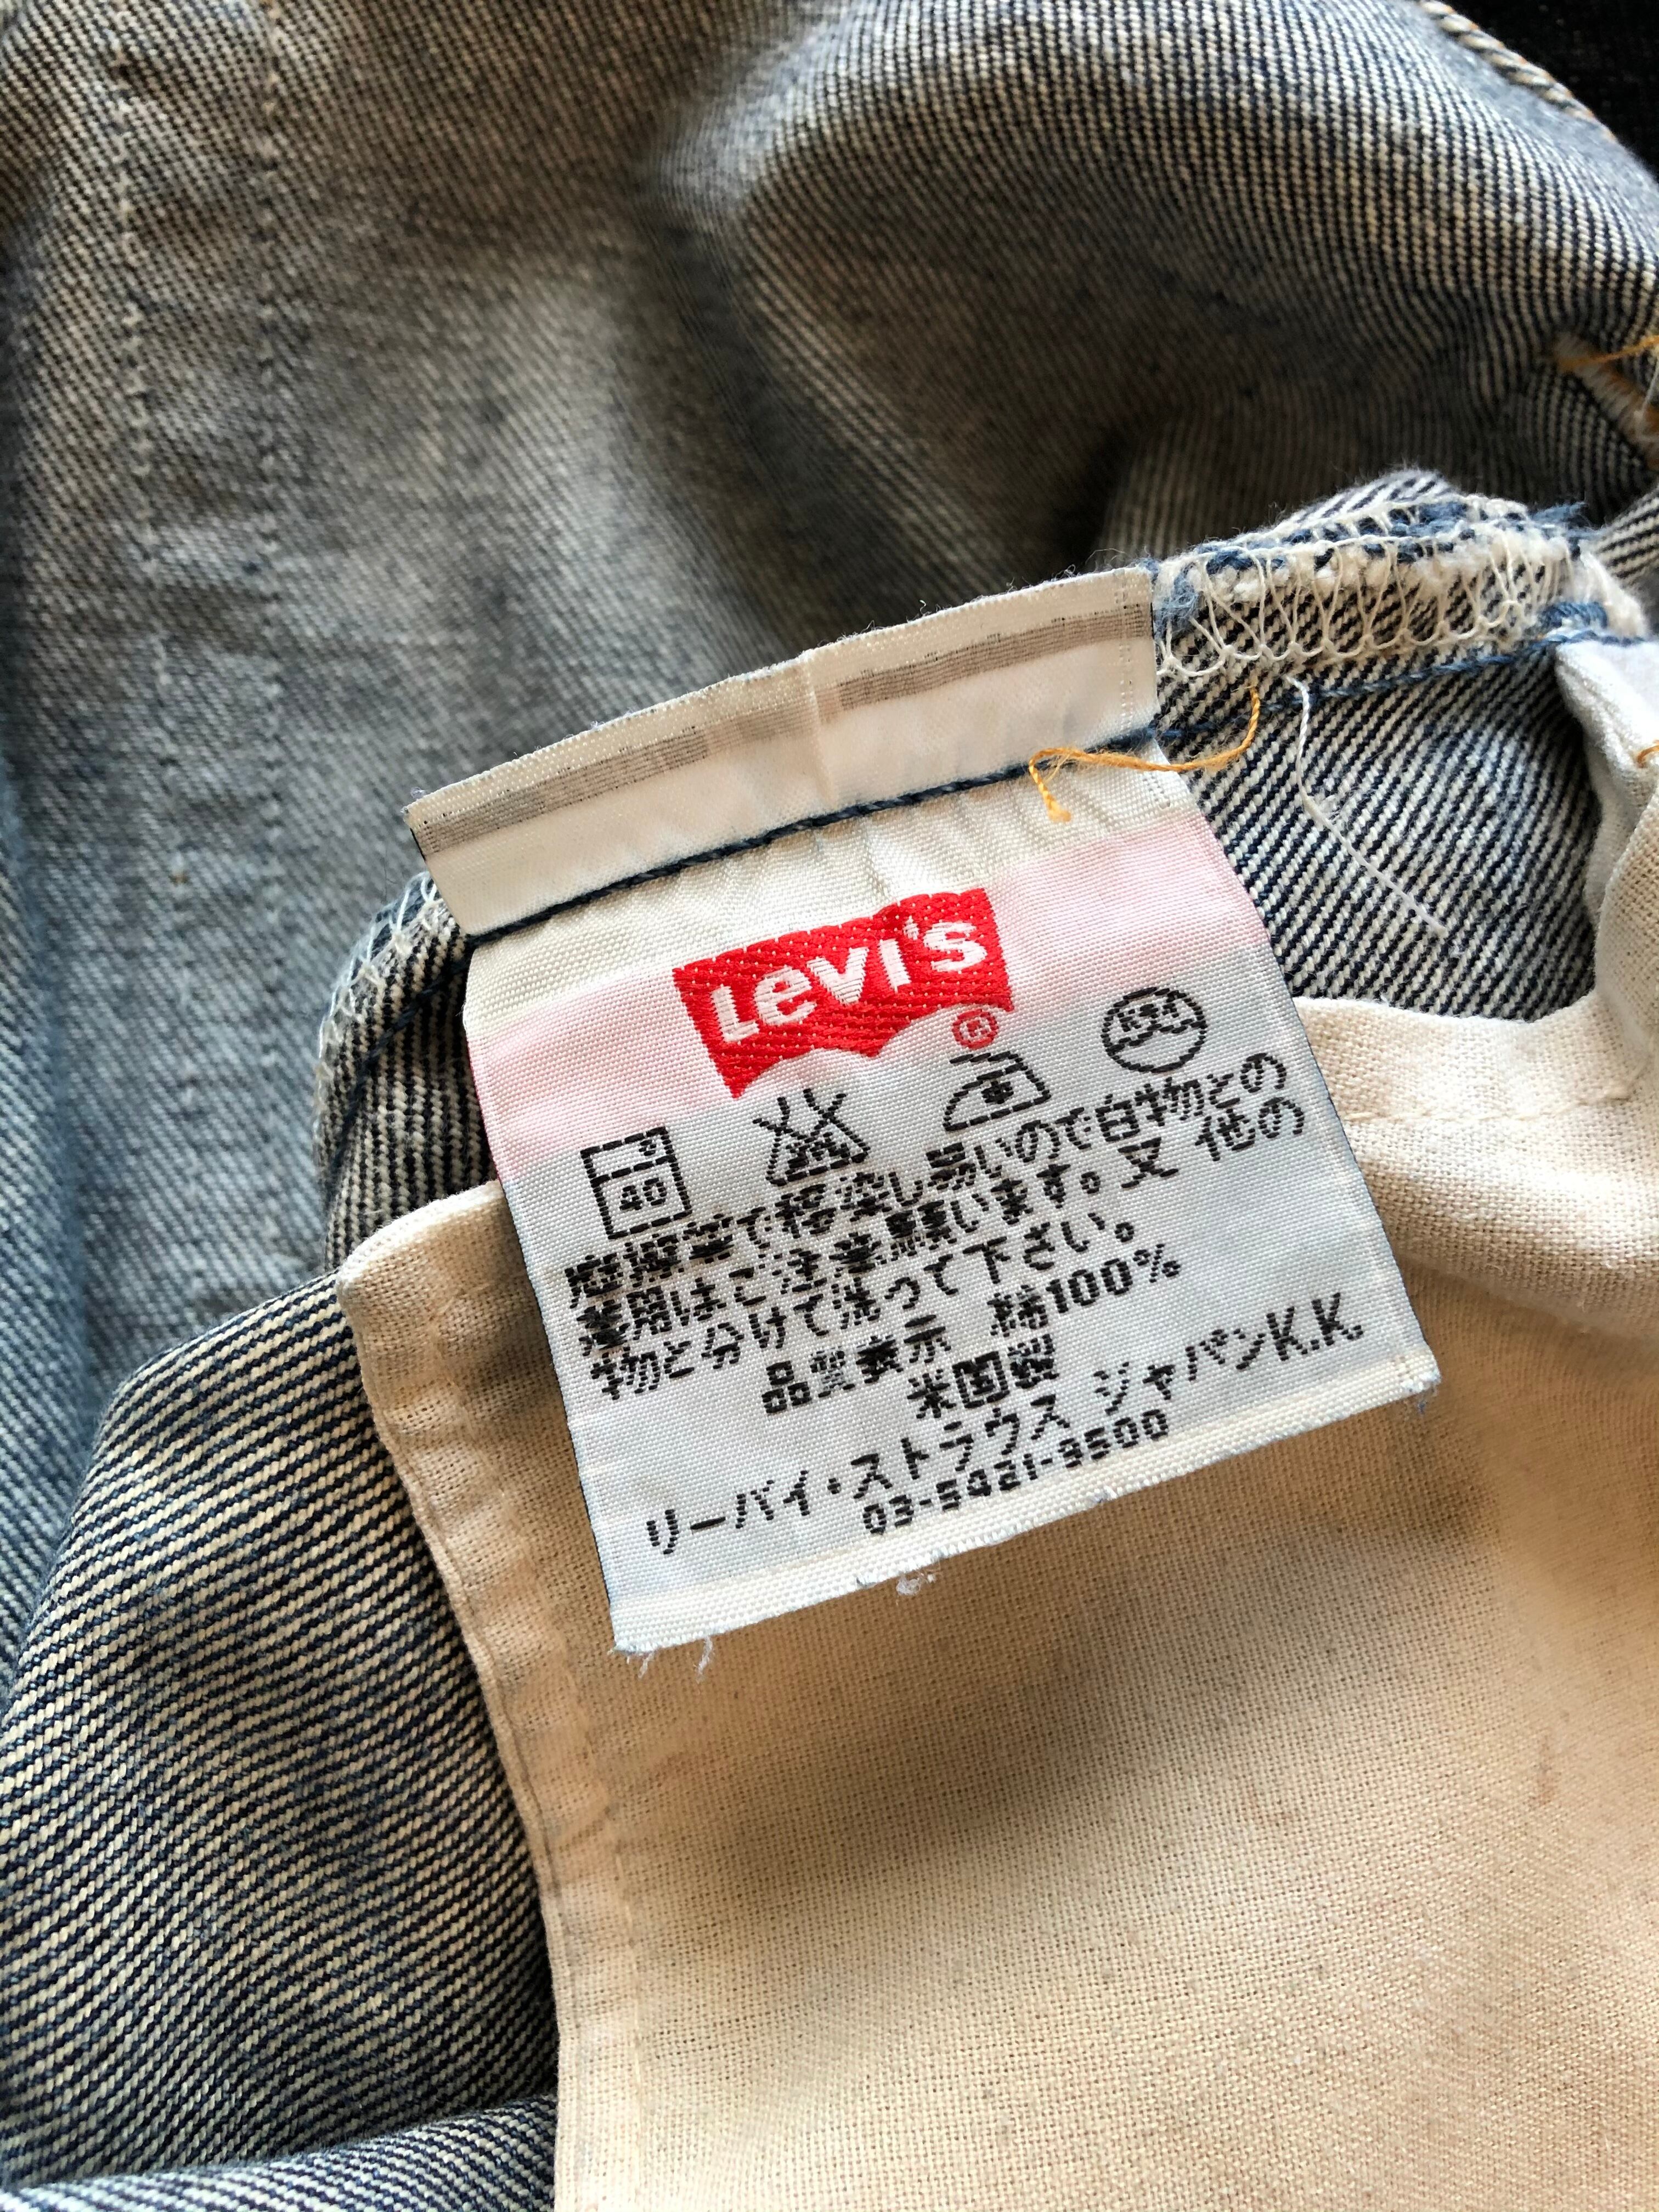 Levi's
®
40
摩擦等で移染し易いので白物との
着用はご注意願います。又 他の
物と分けて洗って下さい。
品質表示 綿100%
米国製
リーバイ・ストラウス ジャパンK.K.
03-5421-9500